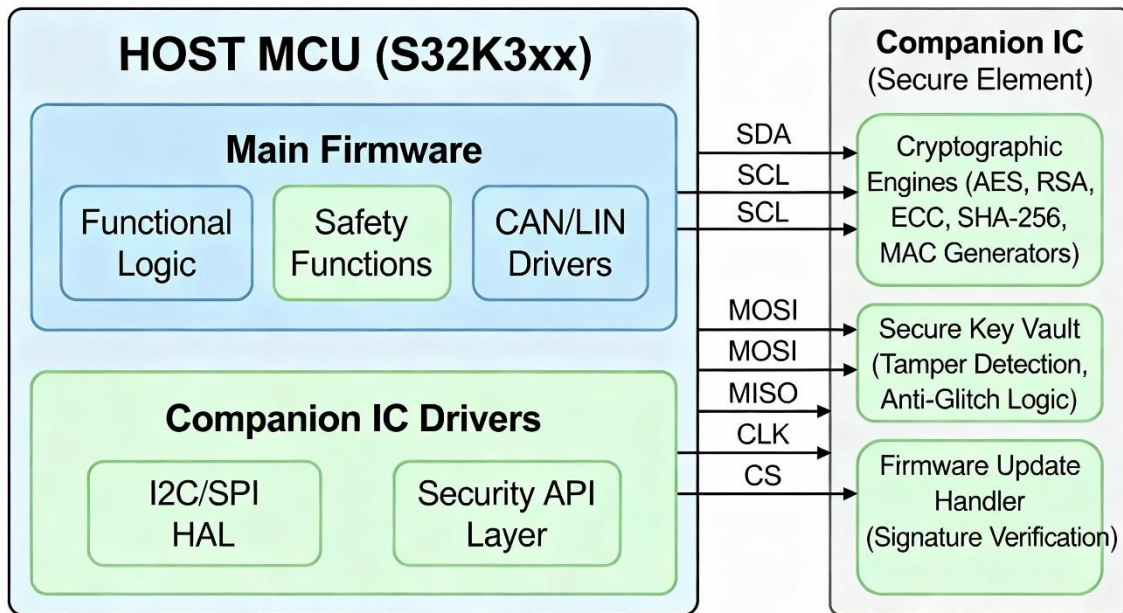 HOST MCU (S32K3xx)
Main Firmware
Functional
Logic
Safety
Functions
CAN/LIN
Drivers
Companion IC Drivers
I2C/SPI
HAL
Security API
Layer
SDA
SCL
SCL
MOSI
MOSI
MISO
CLK
CS
Companion IC
(Secure Element)
Cryptographic
Engines (AES, RSA,
ECC, SHA-256,
MAC Generators)
Secure Key Vault
(Tamper Detection,
Anti-Glitch Logic)
Firmware Update
Handler
(Signature Verification)